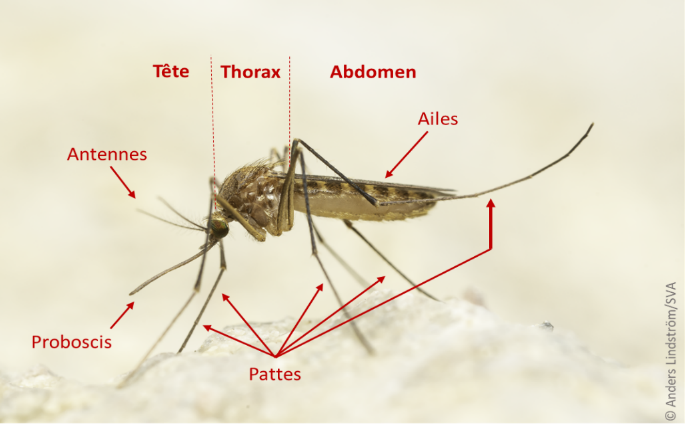 Tête
Thorax
Abdomen
Ailes
Antennes
Proboscis
Pattes
© Anders Lindström/SVA